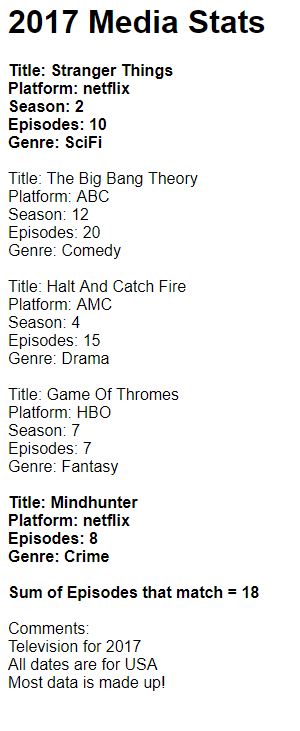 2017 Media Stats
Title: Stranger Things
Platform: netflix
Season: 2
Episodes: 10
Genre: SciFi
Title: The Big Bang Theory
Platform: ABC
Season: 12
Episodes: 20
Genre: Comedy
Title: Halt And Catch Fire
Platform: AMC
Season: 4
Episodes: 15
Genre: Drama
Title: Game Of Thromes
Platform: HBO
Season: 7
Episodes: 7
Genre: Fantasy
Title: Mindhunter
Platform: netflix
Episodes: 8
Genre: Crime
Sum of Episodes that match = 18
Comments:
Television for 2017
All dates are for USA
Most data is made up!